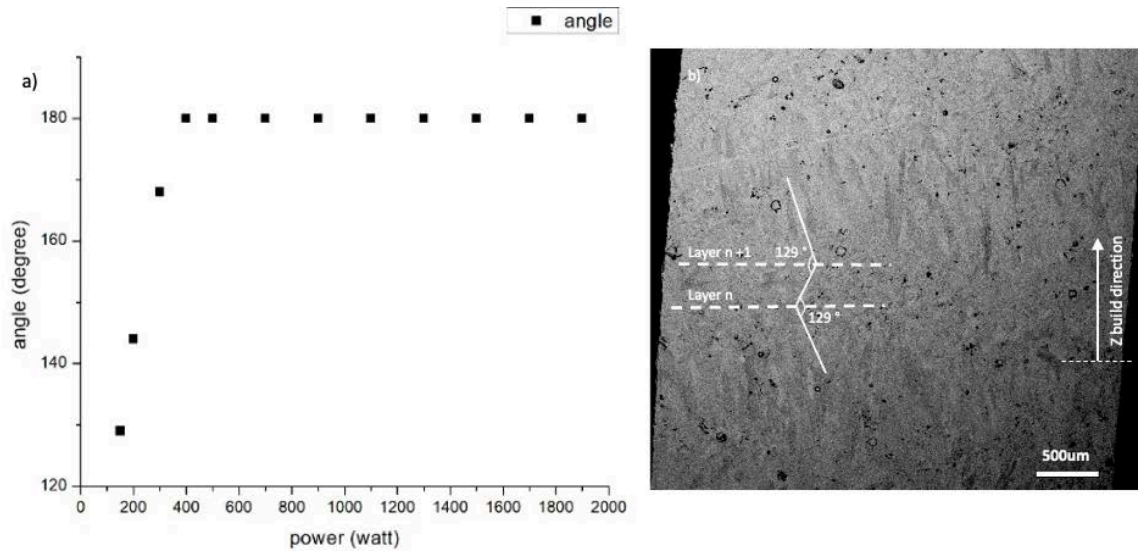 angle
a)
180
160
140
120
angle (degree)
0 200 400 600 800 1000 1200 1400 1600 1800 2000
power (watt)
b)
Layer n +1
129 °
Layer n
129 °
Z build direction
500um